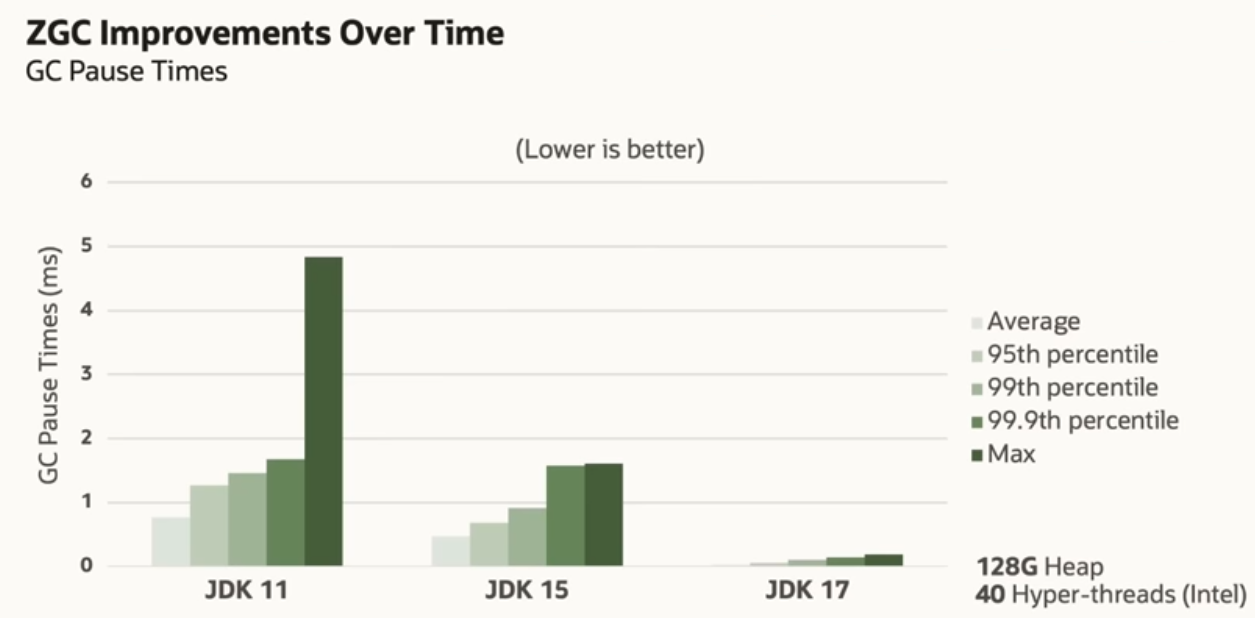 ZGC Improvements Over Time
GC Pause Times
(Lower is better)
6
5
4
3
2
1
0
GC Pause Times (ms)
JDK 11
JDK 15
JDK 17
Average
95th percentile
99th percentile
99.9th percentile
Max
128G Heap
40 Hyper-threads (Intel)